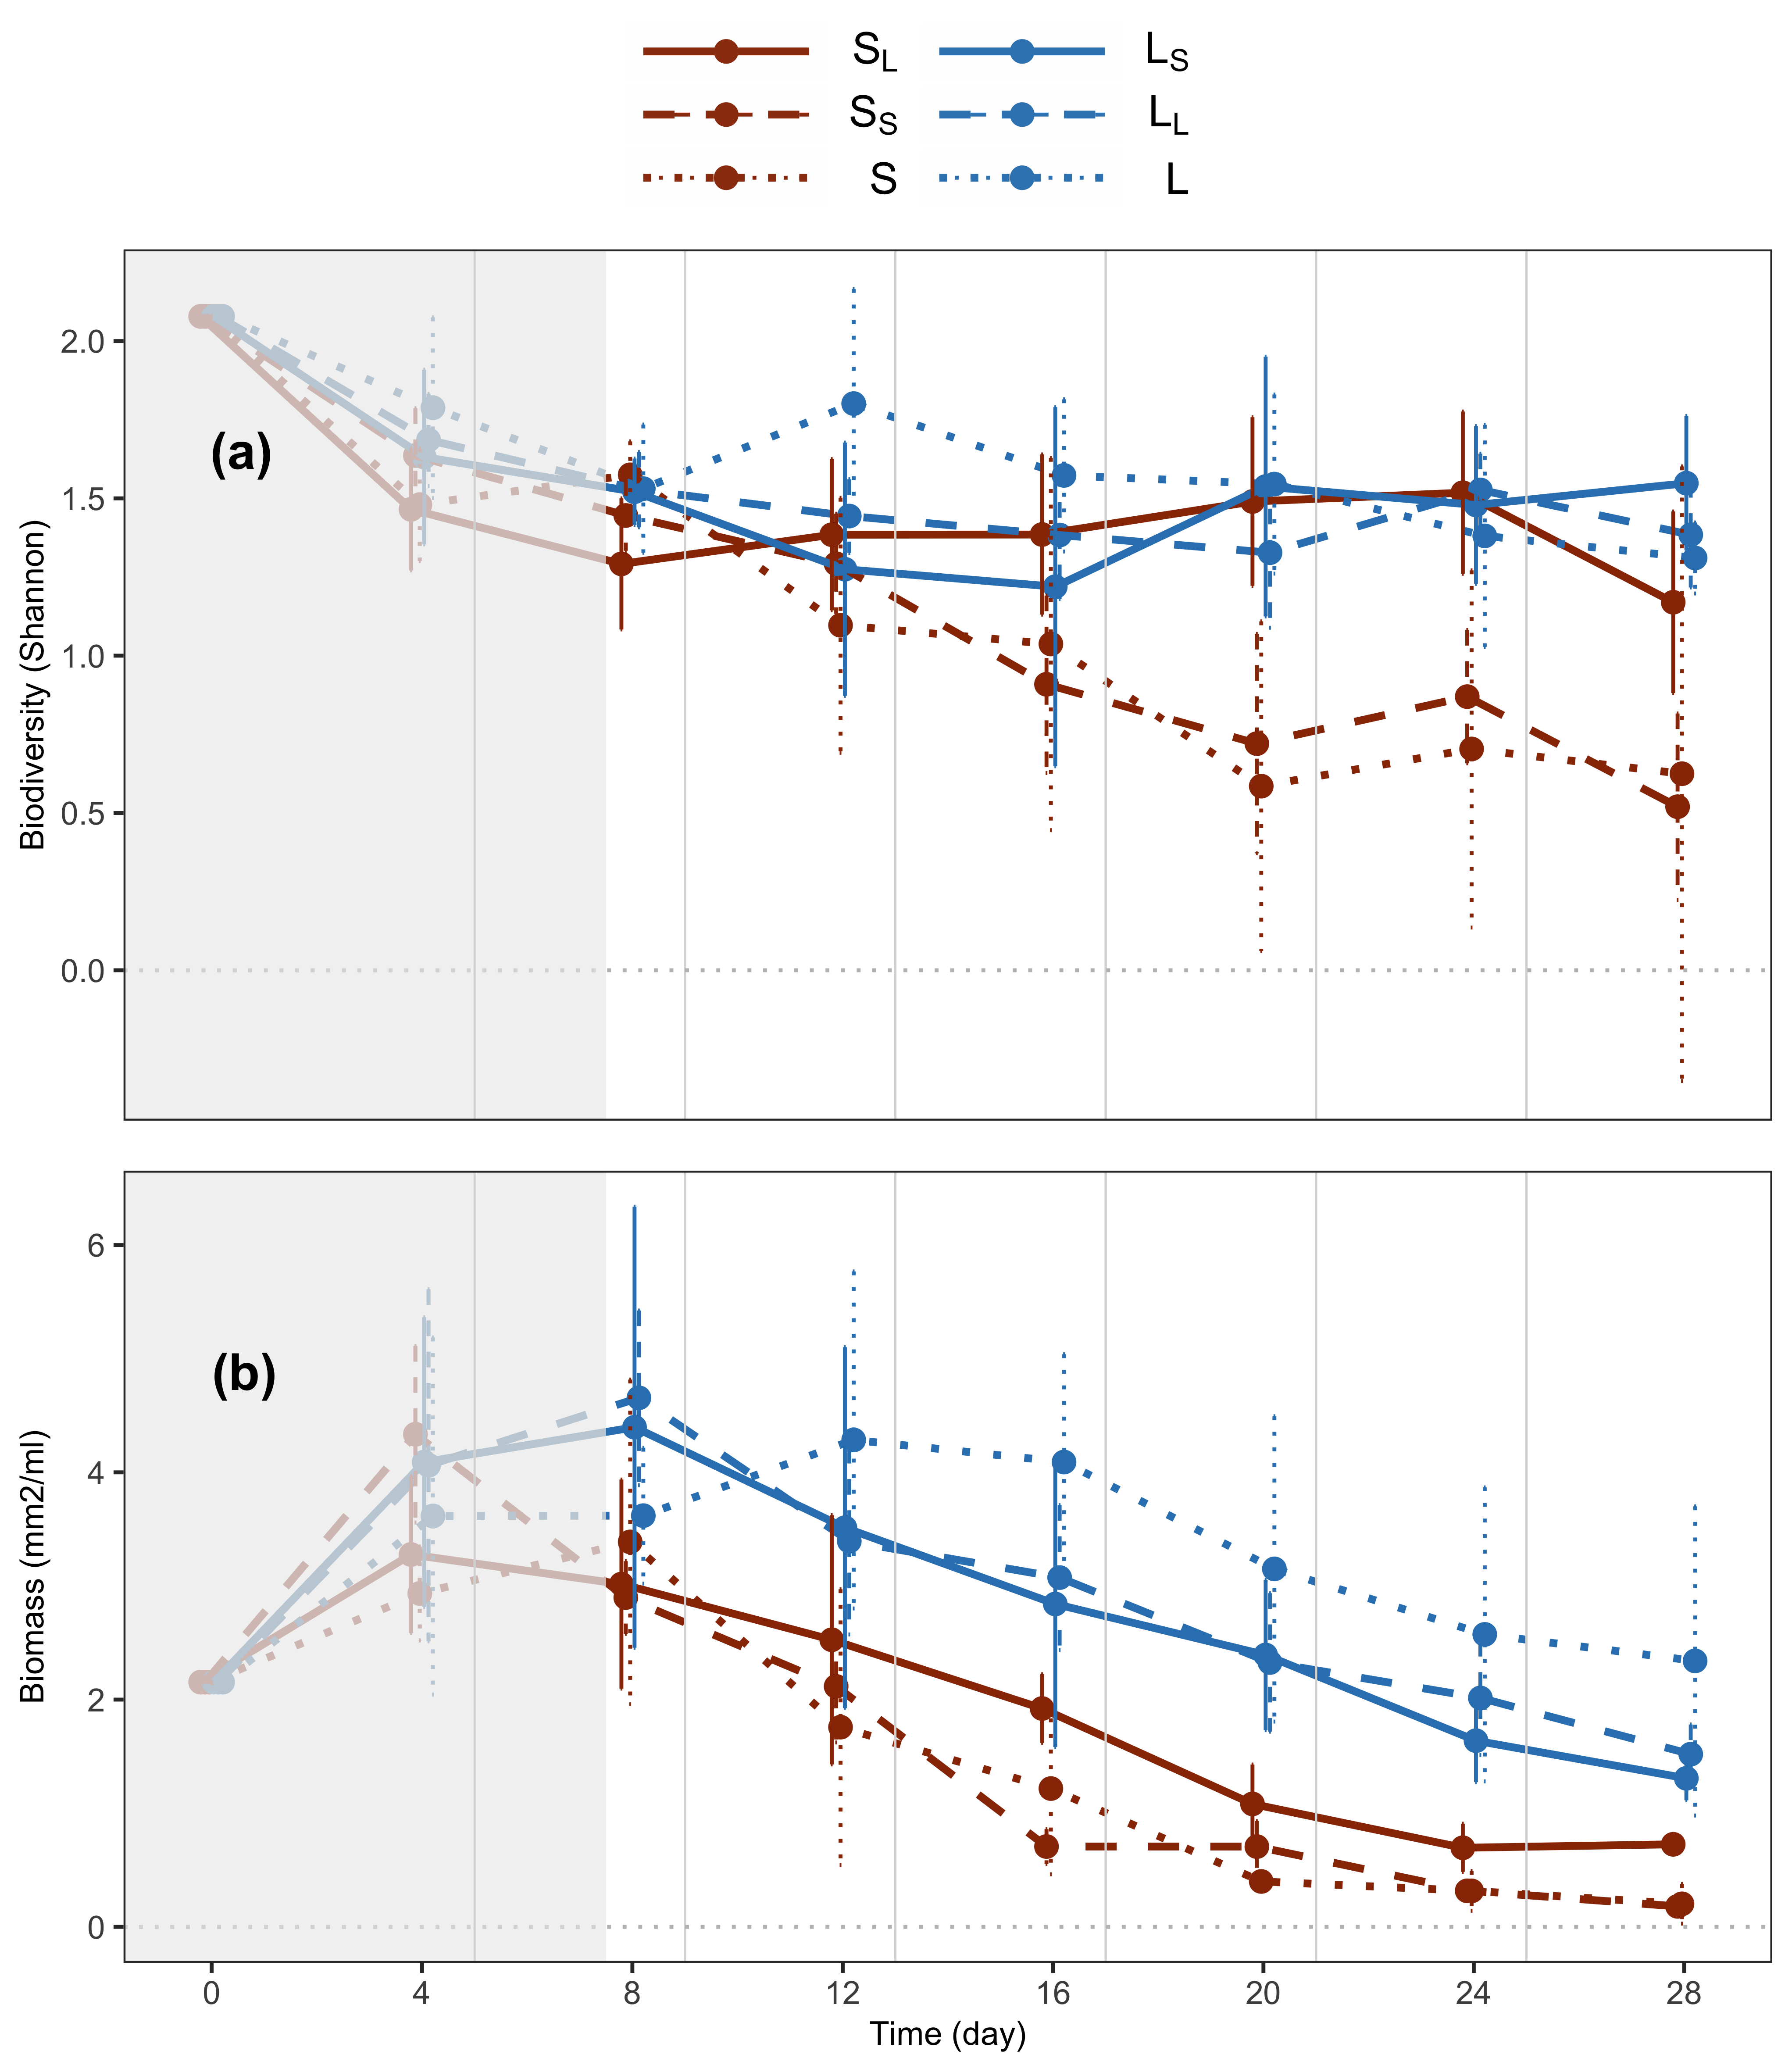 S_L L_S
S_S L_L
S L
(a)
Biodiversity (Shannon)
2.0
1.5
1.0
0.5
0.0
(b)
Biomass (mm2/ml)
6
4
2
0
0 4 8 12 16 20 24 28
Time (day)